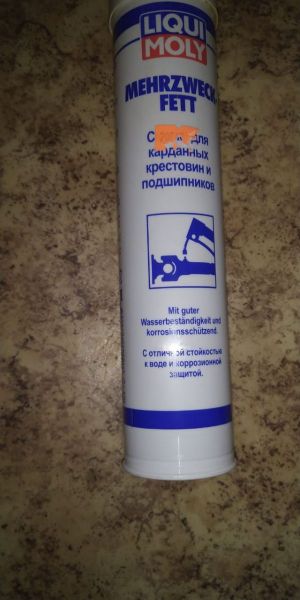 LIQUI
MOLY
MEHRZWECK-
FETT
для
карданных
крестовин и
подшипников
Mit guter
Wasserbeständigkeit und
korrosionsschützend.
С отличной стойкостью
к воде и коррозионной
защитой.